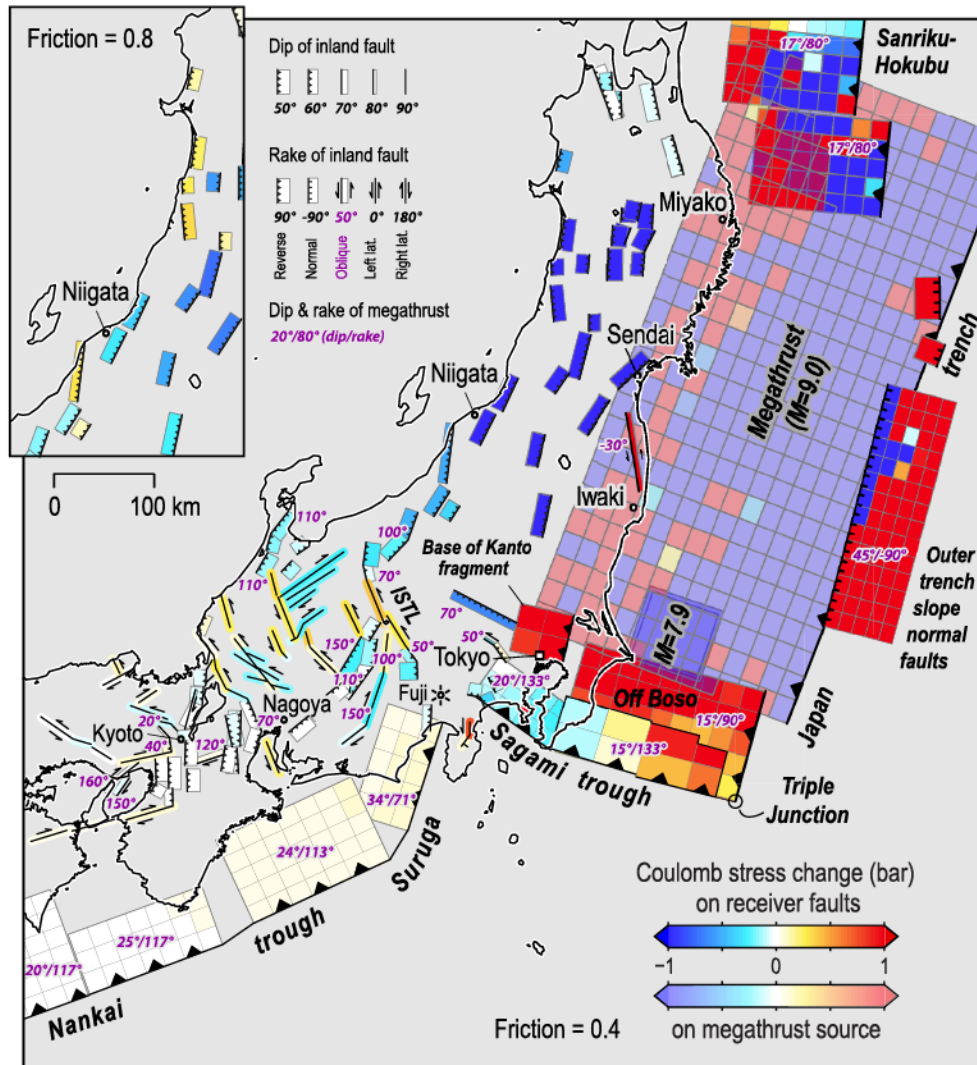 Friction = 0.8
Niigata
Dip of inland fault
50° 60° 70° 80° 90°
Rake of inland fault
90° -90° 50° 0° 180°
Reverse
Normal
Oblique
Left lat.
Right lat.
Dip & rake of megathrust
20°/80° (dip/rake)
0 100 km
17°/80°
Sanriku-
Hokubu
17°/80°
Miyako
Sendai
Niigata
trench
Megathrust
(M=9.0)
-30°
Iwaki
110°
100°
Base of Kanto
fragment
45°/-90°
Outer
trench
slope
normal
faults
110°
70°
ISTL
70°
M=7.9
150°
50°
50°
100°
Tokyo
110°
20°/133°
Off Boso
Fuji
Japan
20°
Nagoya
70°
150°
15°/90°
Kyoto
40°
120°
15°/133°
Sagami trough
160°
150°
34°/71°
Triple
Junction
24°/113°
Suruga
25°/117°
trough
20°/117°
Nankai
Coulomb stress change (bar)
on receiver faults
−1 0 1
on megathrust source
Friction = 0.4